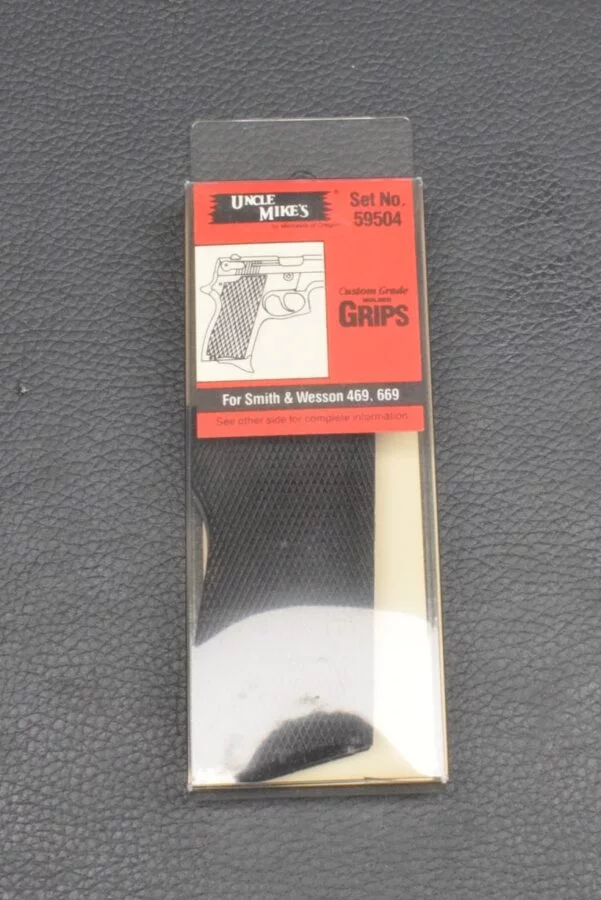 UNCLE
MIKE'S
®
by Michaels of Oregon
Set No.
59504
Custom Grade
MOLDED
GRIPS
For Smith & Wesson 469, 669
See other side for complete information